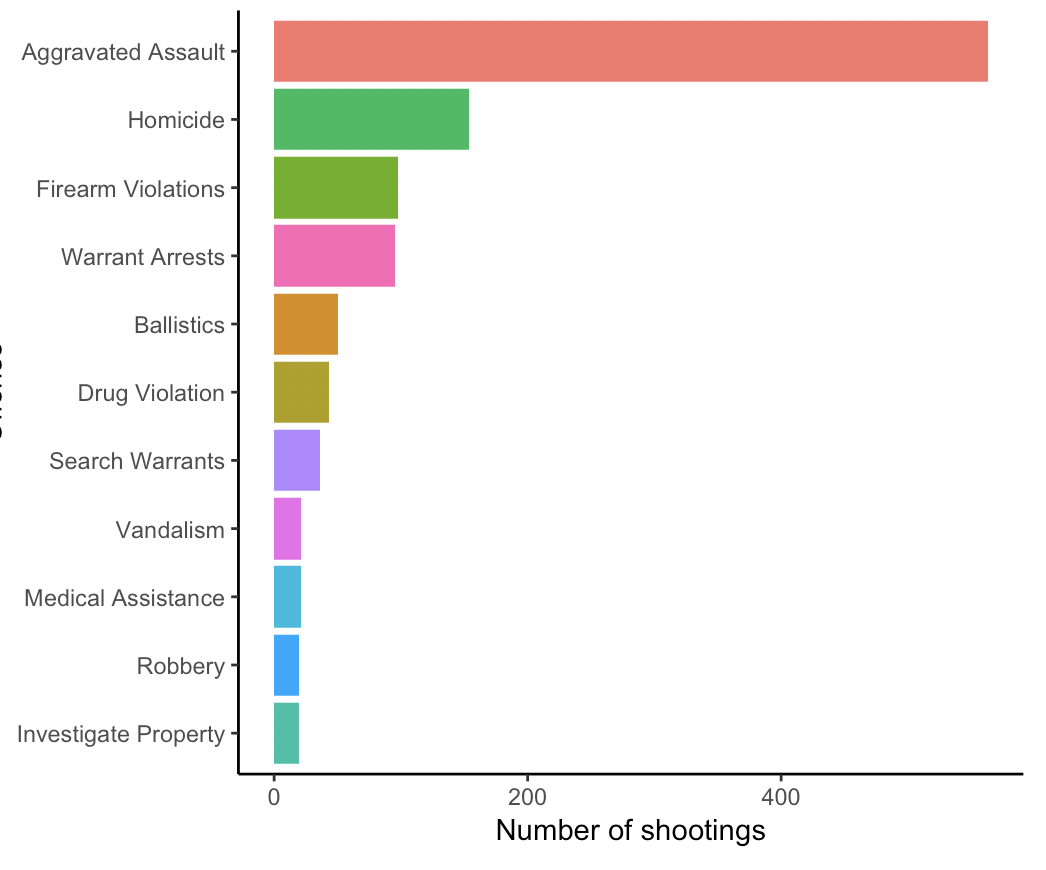 Aggravated Assault
Homicide
Firearm Violations
Warrant Arrests
Ballistics
Drug Violation
Search Warrants
Vandalism
Medical Assistance
Robbery
Investigate Property
0 200 400
Number of shootings